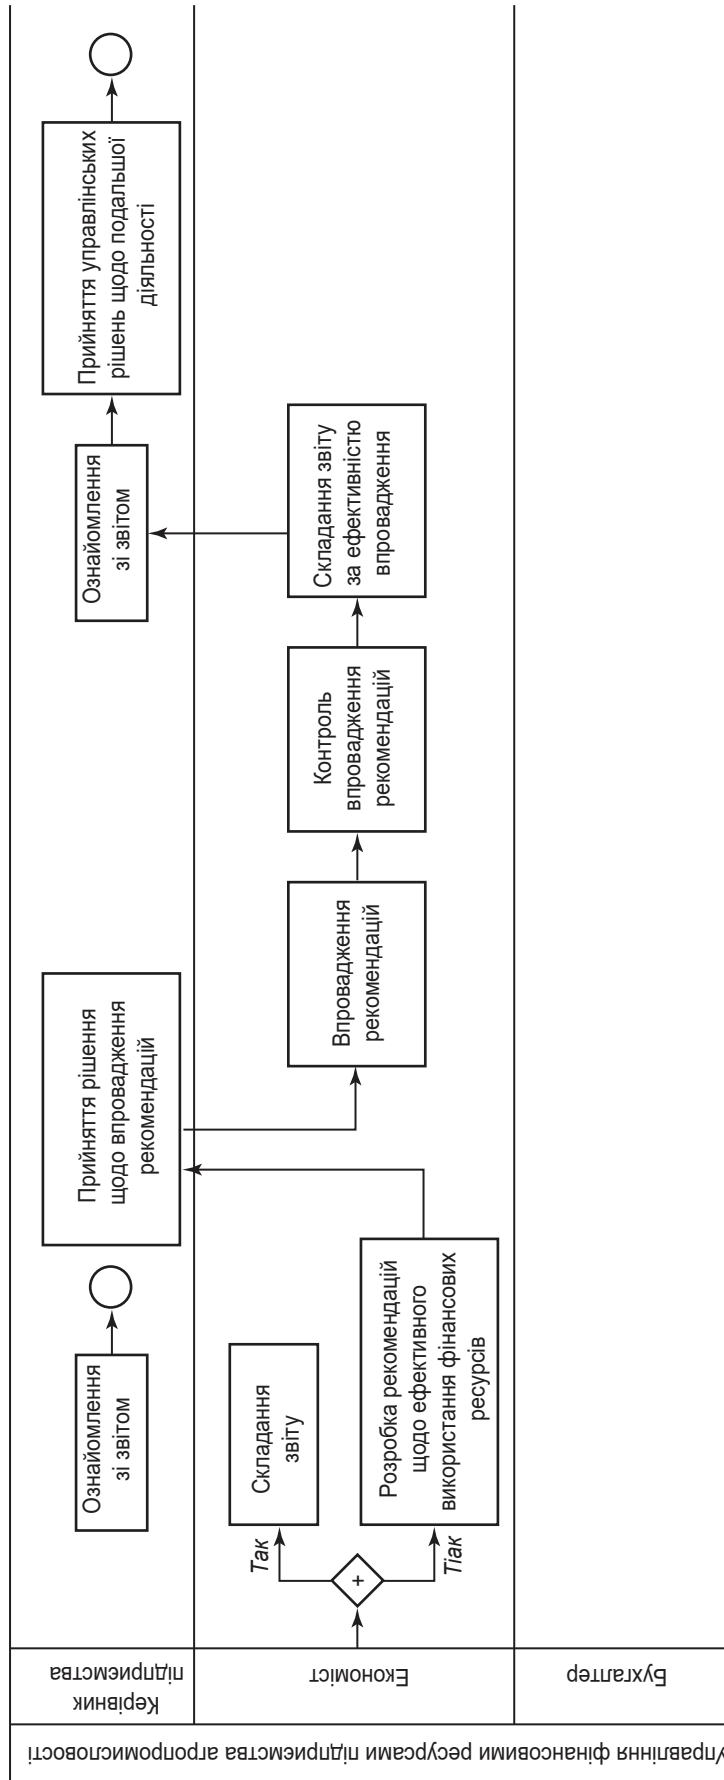 Управління фінансовими ресурсами підприємства агропромисловості
Керівник
підприємства
Економіст
Бухгалтер
Ознайомлення
зі звітом
Прийняття рішення
щодо впровадження
рекомендацій
Ознайомлення
зі звітом
Прийняття управлінських
рішень щодо подальшої
діяльності
+
Так
Тіак
Складання
звіту
Розробка рекомендацій
щодо ефективного
використання фінансових
ресурсів
Впровадження
рекомендацій
Контроль
впровадження
рекомендацій
Складання звіту
за ефективністю
впровадження